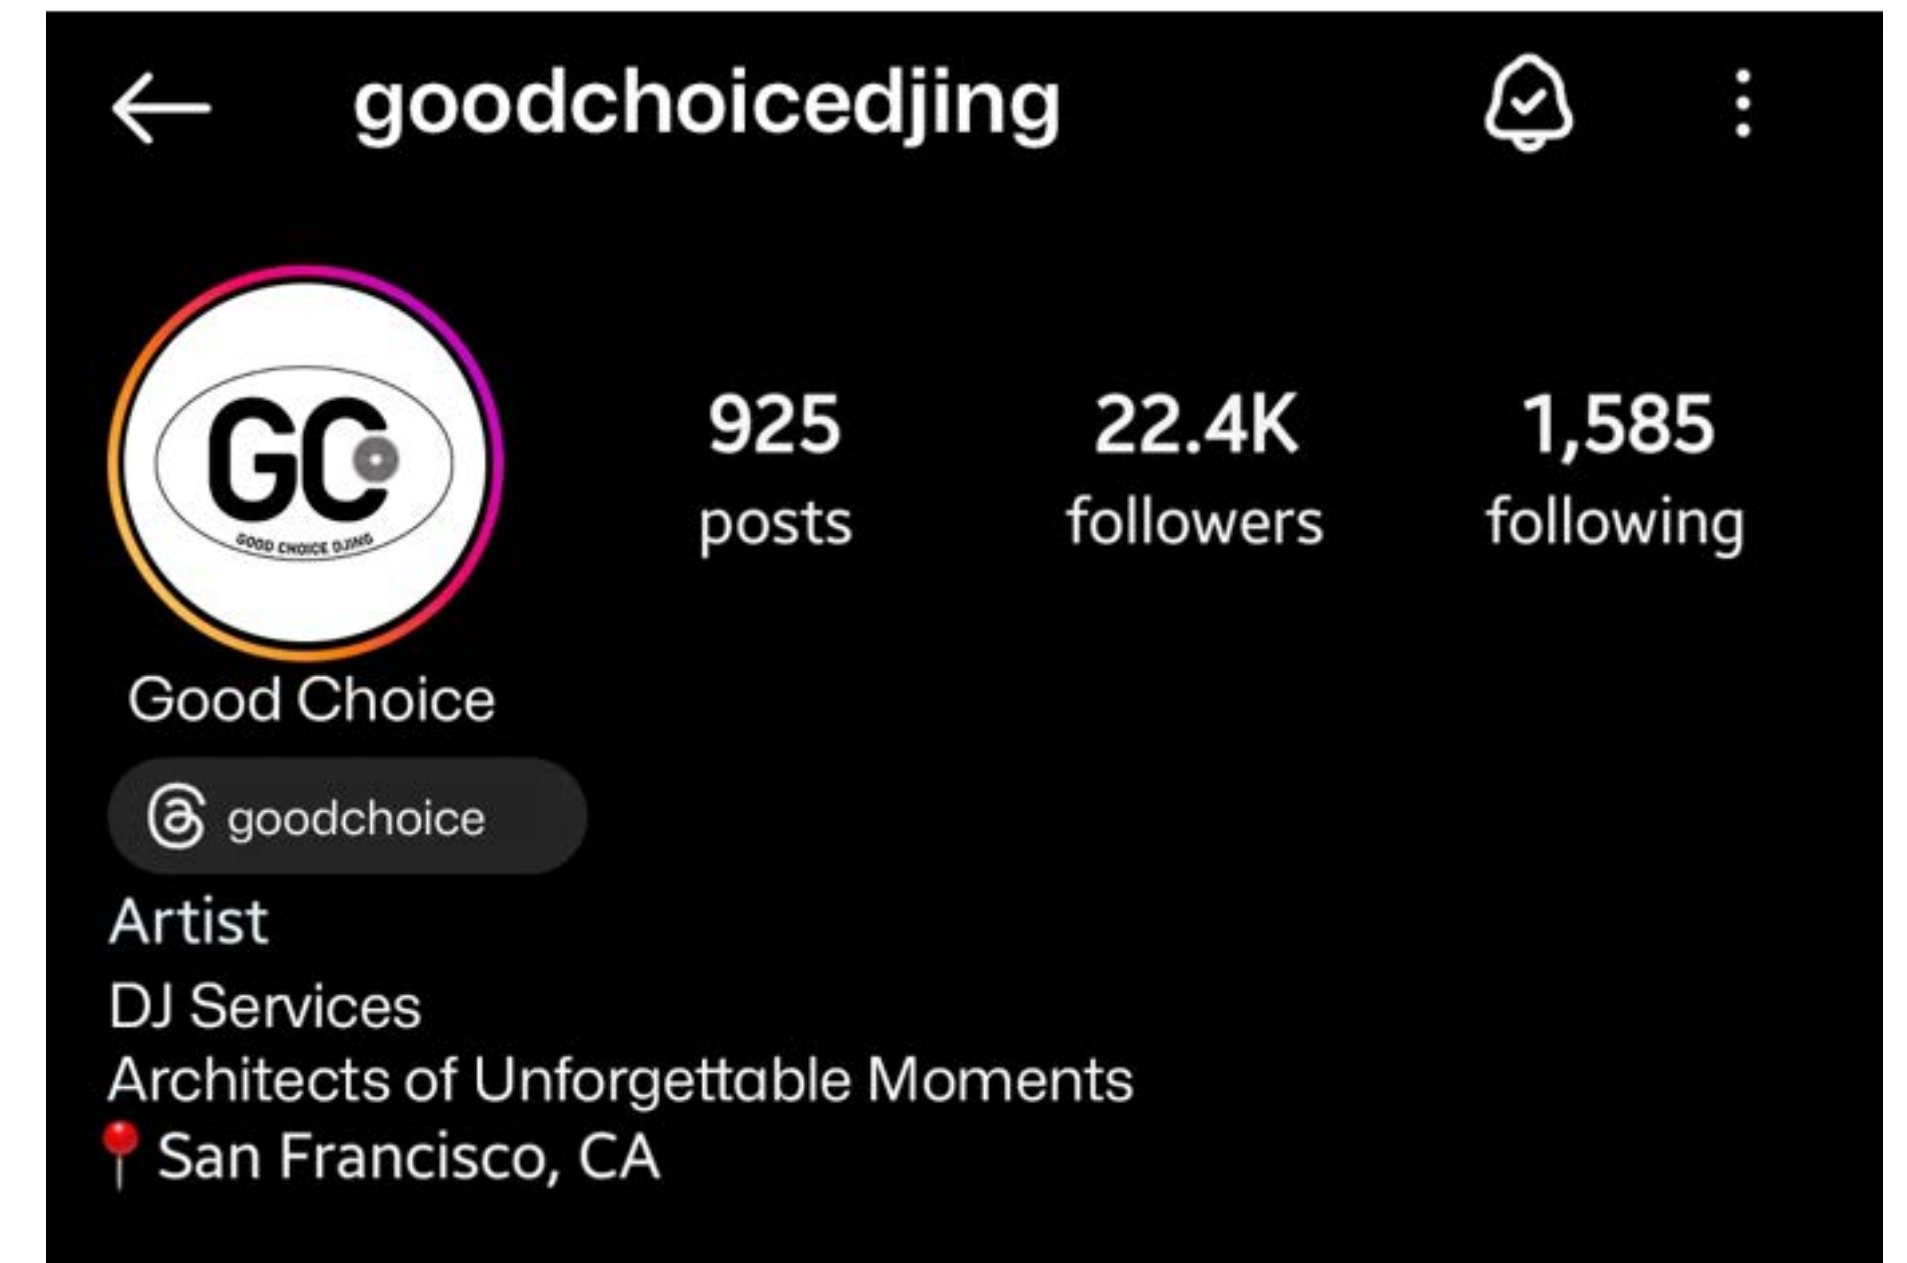 goodchoicedjing
GC
GOOD CHOICE DJING
925
posts
22.4K
followers
1,585
following
Good Choice
goodchoice
Artist
DJ Services
Architects of Unforgettable Moments
San Francisco, CA